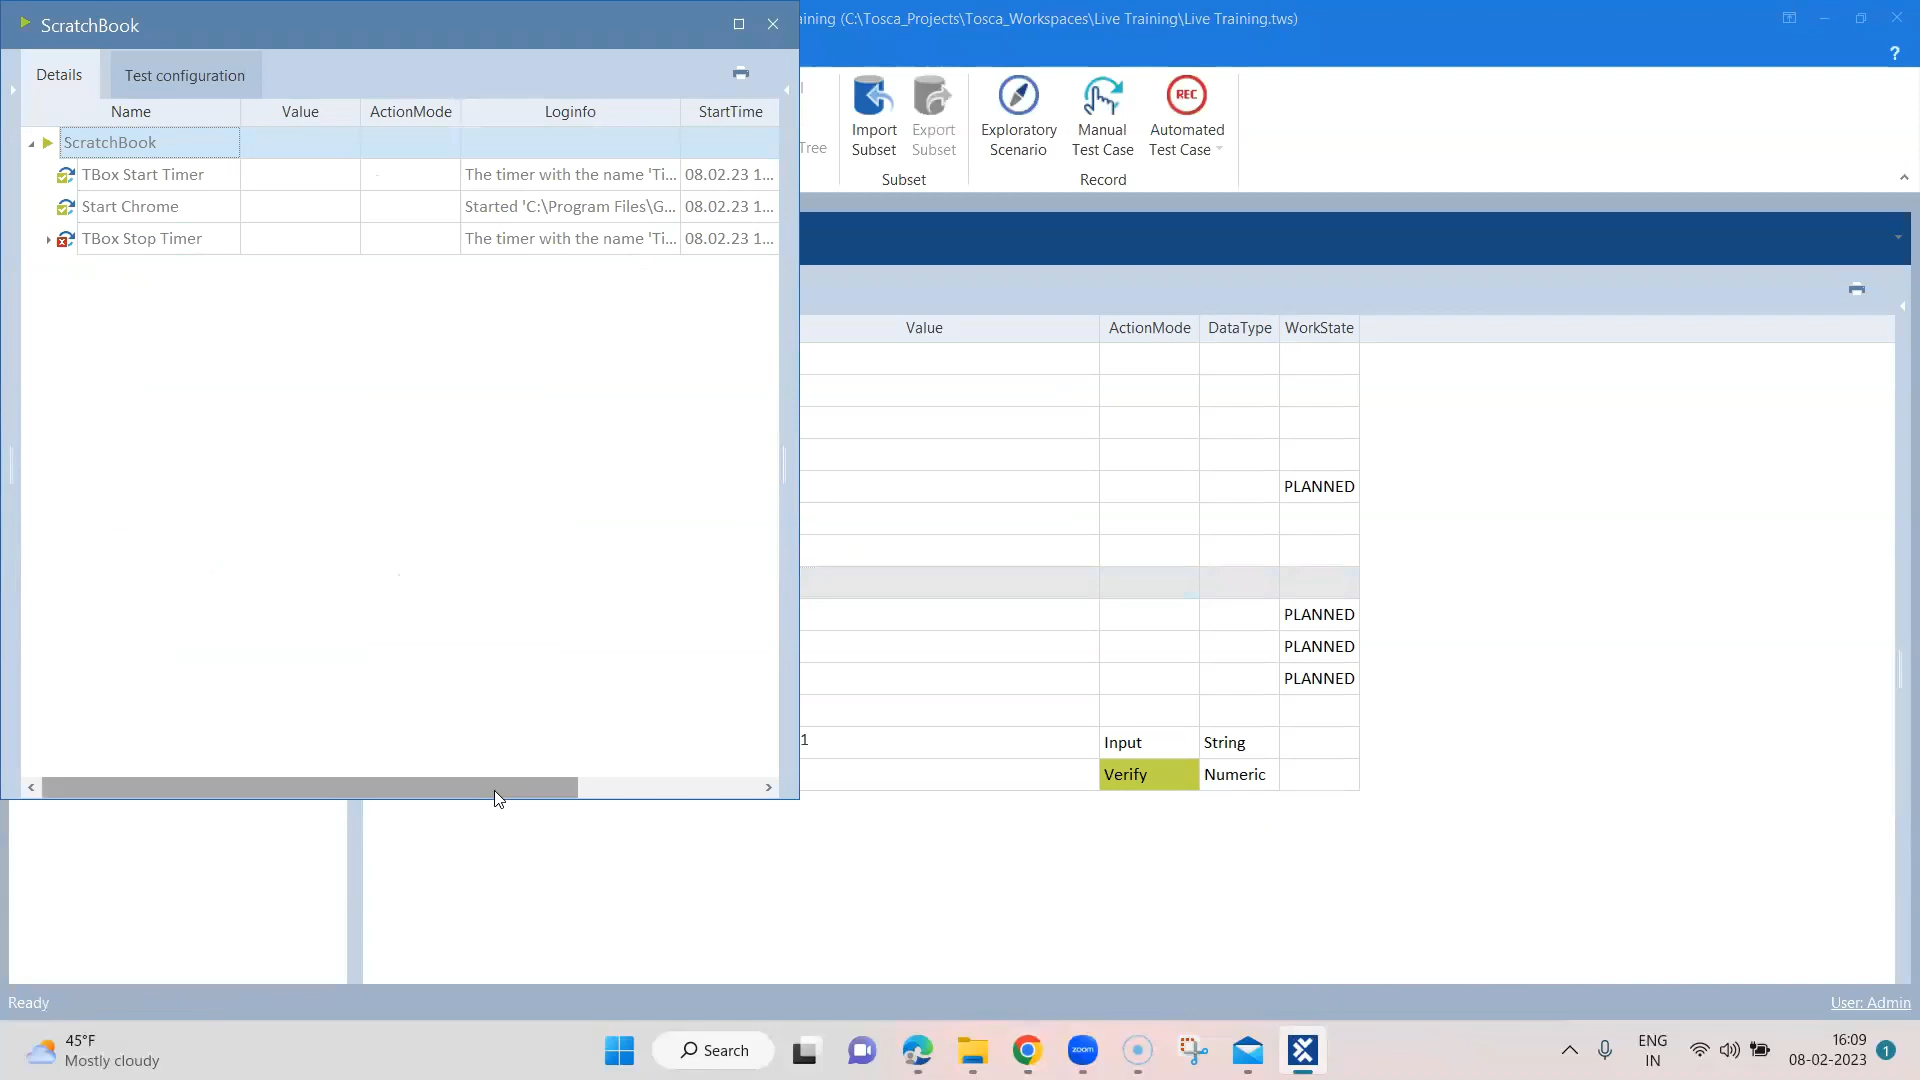 ScratchBook
aining (C:\Tosca_Projects\Tosca_Workspaces\Live Training\Live Training.tws)
?
Details
Test configuration
Name Value ActionMode Loginfo StartTime
ScratchBook
TBox Start Timer The timer with the name 'Ti... 08.02.23 1...
Start Chrome Started 'C:\Program Files\G... 08.02.23 1...
TBox Stop Timer The timer with the name 'Ti... 08.02.23 1...
Tree
Import Subset
Export Subset
Subset
Exploratory Scenario
Manual Test Case
REC
Automated Test Case
Record
Value ActionMode DataType WorkState
PLANNED
PLANNED
PLANNED
PLANNED
1 Input String
Verify Numeric
Ready
User: Admin
45°F
Mostly cloudy
Search
zoom
ENG
IN
16:09
08-02-2023
1